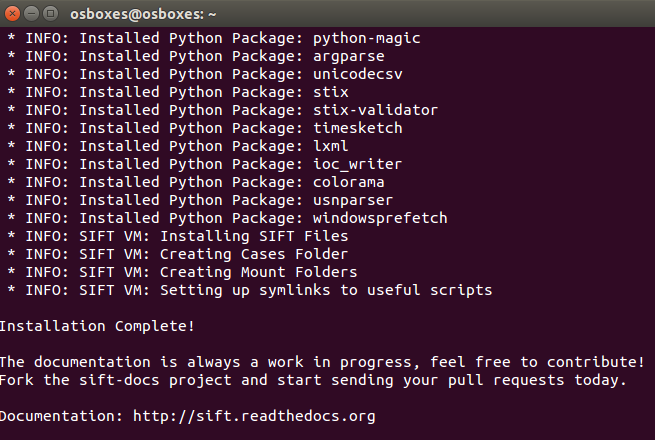 osboxes@osboxes: ~
* INFO: Installed Python Package: python-magic
* INFO: Installed Python Package: argparse
* INFO: Installed Python Package: unicodecsv
* INFO: Installed Python Package: stix
* INFO: Installed Python Package: stix-validator
* INFO: Installed Python Package: timesketch
* INFO: Installed Python Package: lxml
* INFO: Installed Python Package: ioc_writer
* INFO: Installed Python Package: colorama
* INFO: Installed Python Package: usnparser
* INFO: Installed Python Package: windowsprefetch
* INFO: SIFT VM: Installing SIFT Files
* INFO: SIFT VM: Creating Cases Folder
* INFO: SIFT VM: Creating Mount Folders
* INFO: SIFT VM: Setting up symlinks to useful scripts
Installation Complete!
The documentation is always a work in progress, feel free to contribute!
Fork the sift-docs project and start sending your pull requests today.
Documentation: http://sift.readthedocs.org